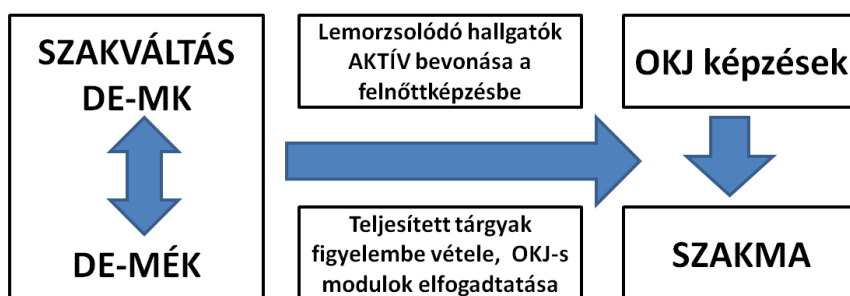 SZAKVÁLTÁS
DE-MK
DE-MÉK
Lemorzsolódó hallgatók
AKTÍV bevonása a
felnőttképzésbe
Teljesített tárgyak
figyelembe vétele, OKJ-s
modulok elfogadtatása
OKJ képzések
SZAKMA